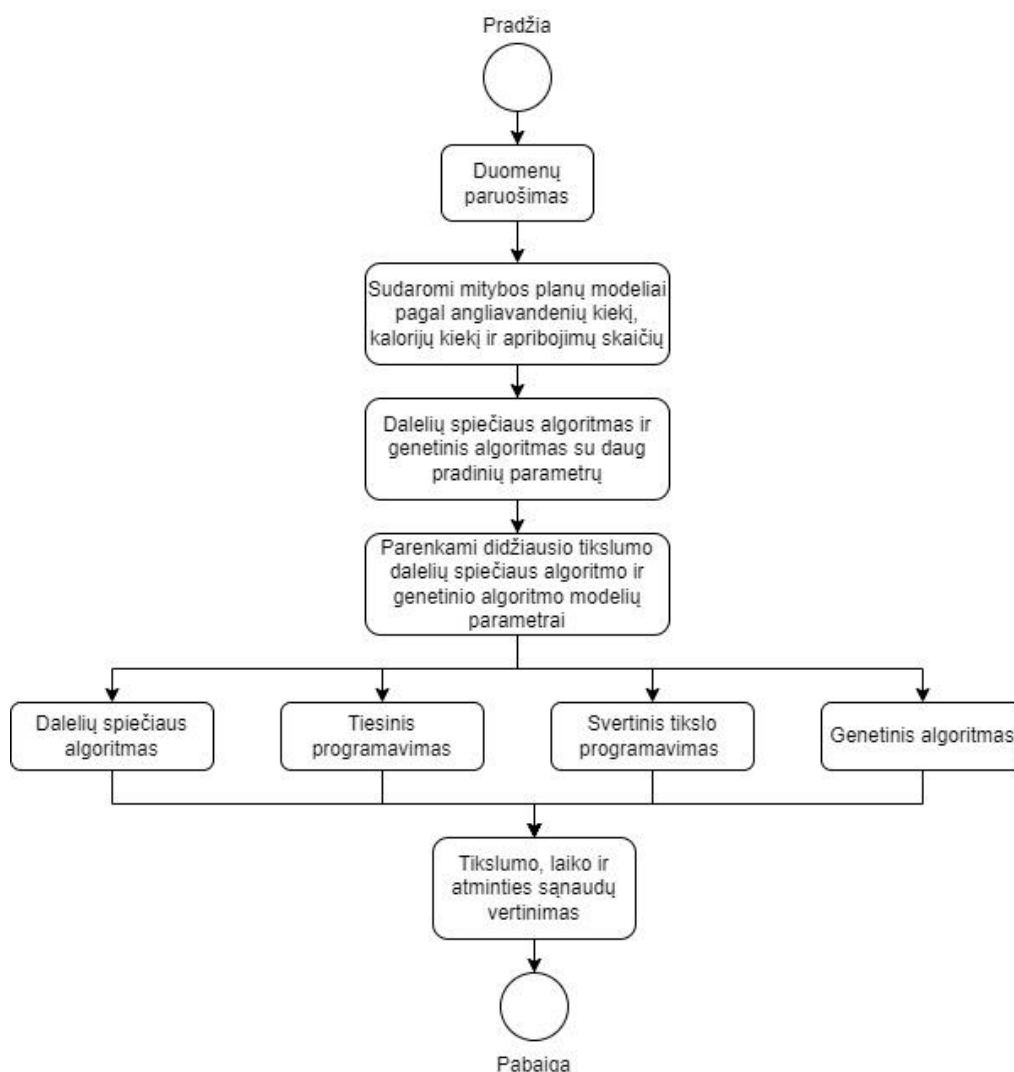 Pradžia
Duomenų
paruošimas
Sudaromi mitybos planų modeliai
pagal angliavandenių kiekį,
kalorijų kiekį ir apribojimų skaičių
Dalelių spiečiaus algoritmas ir
genetinis algoritmas su daug
pradinių parametrų
Parenkami didžiausio tikslumo
dalelių spiečiaus algoritmo ir
genetinio algoritmo modelių
parametrai
Dalelių spiečiaus
algoritmas
Tiesinis
programavimas
Svertinis tikslo
programavimas
Genetinis algoritmas
Tikslumo, laiko ir
atminties sąnaudų
vertinimas
Pabaiga